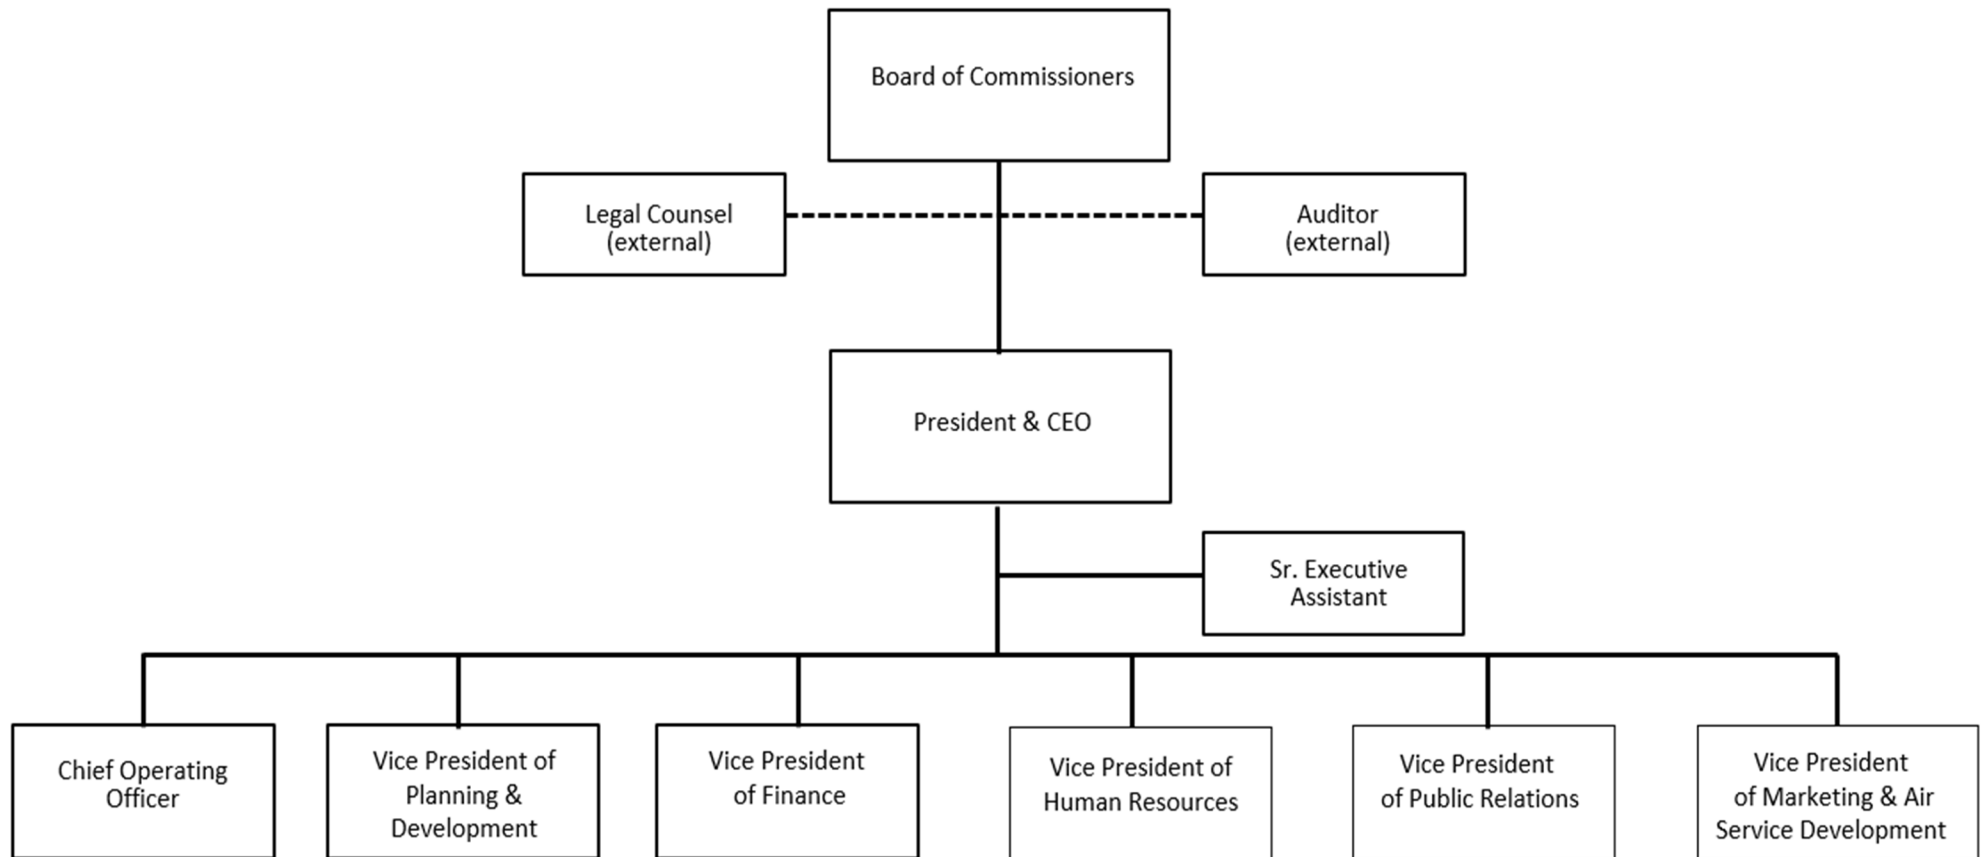 Board of Commissioners
Legal Counsel
(external)
Auditor
(external)
President & CEO
Sr. Executive
Assistant
Chief Operating
Officer
Vice President of
Planning &
Development
Vice President
of Finance
Vice President of
Human Resources
Vice President
of Public Relations
Vice President
of Marketing & Air
Service Development